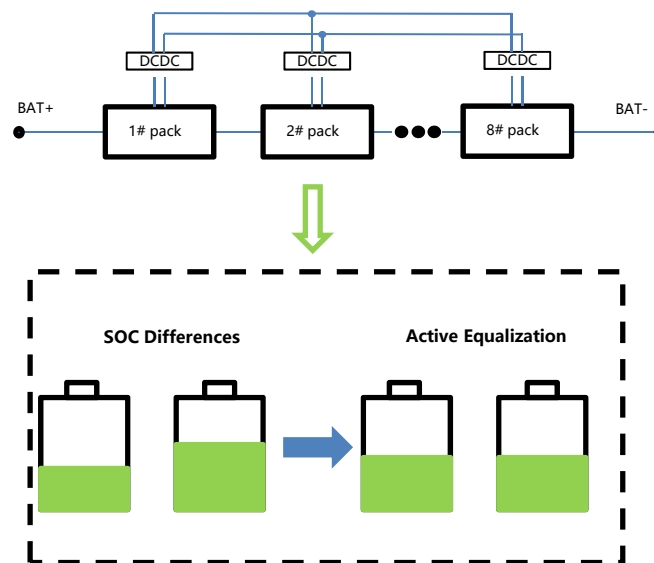 DCDC DCDC DCDC
BAT+ BAT-
1# pack 2# pack 8# pack
SOC Differences Active Equalization